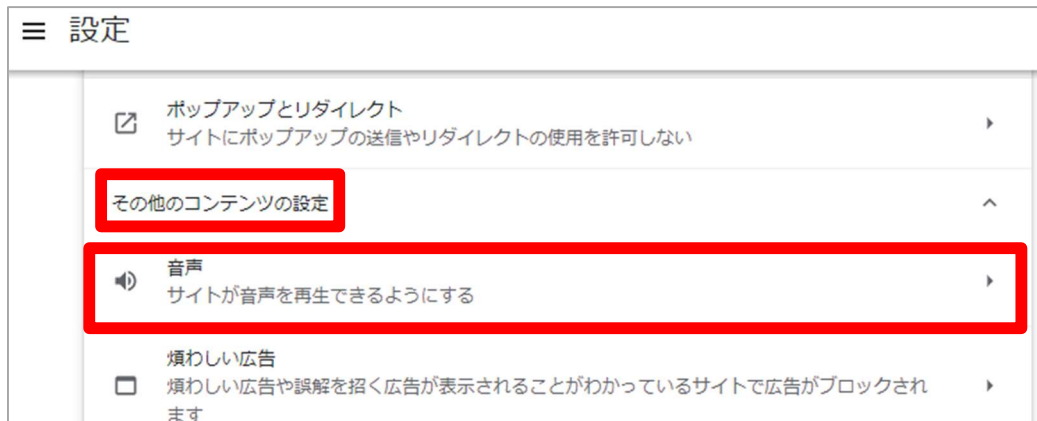 設定
ポップアップとリダイレクト
サイトにポップアップの送信やリダイレクトの使用を許可しない
その他のコンテンツの設定
音声
サイトが音声を再生できるようにする
煩わしい広告
煩わしい広告や誤解を招く広告が表示されることがわかっているサイトで広告がブロックされ
ます